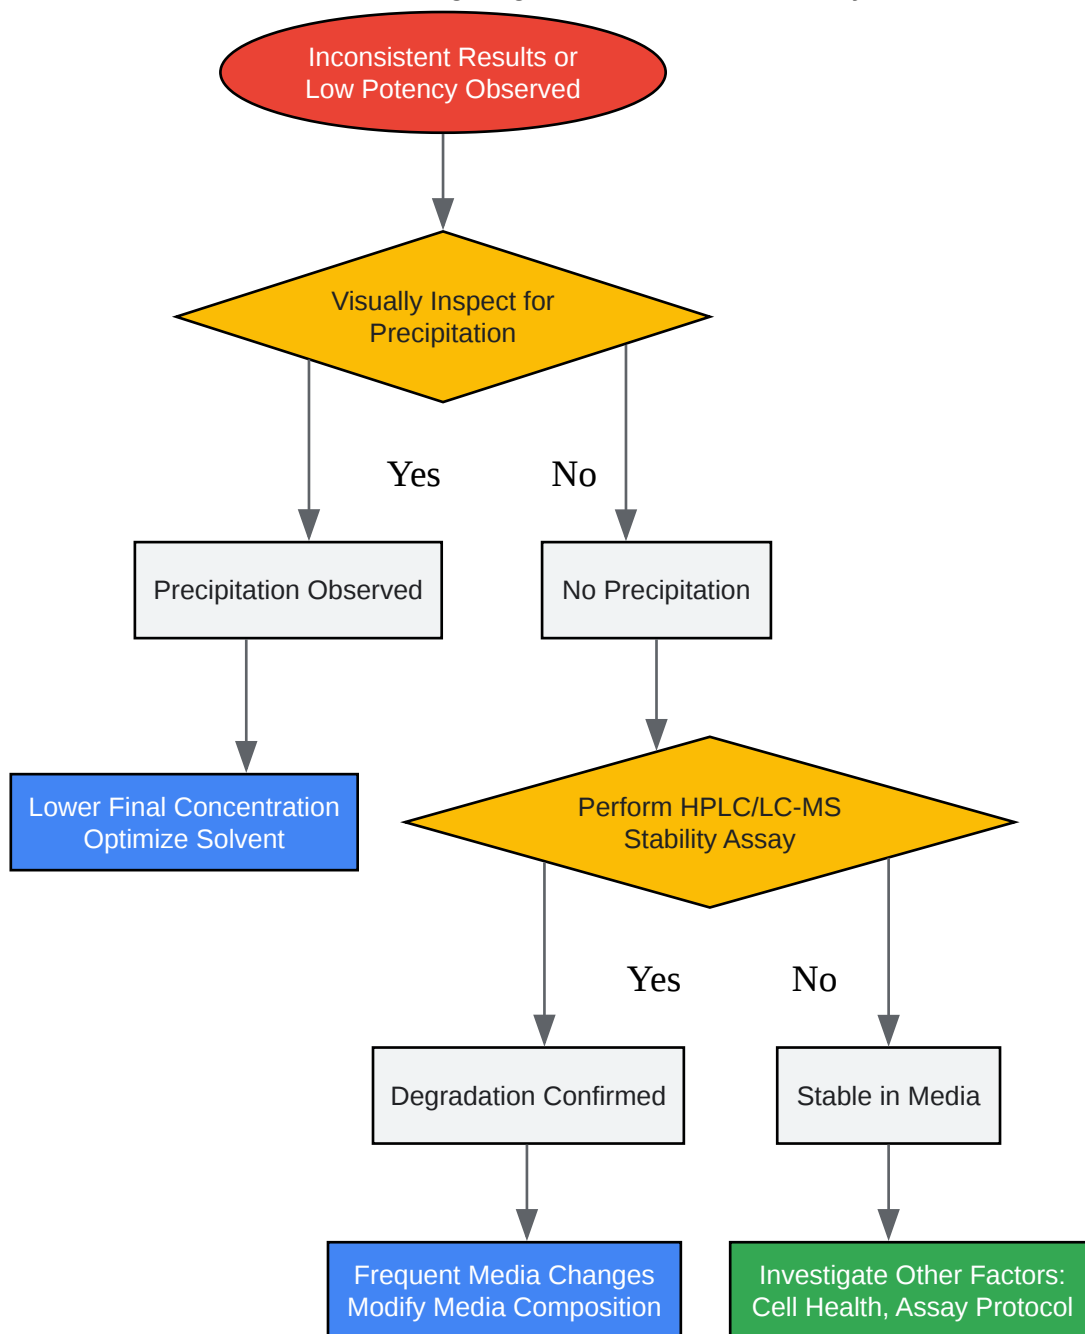 Inconsistent Results or
Low Potency Observed
Visually Inspect for
Precipitation
Yes
No
Precipitation Observed
No Precipitation
Lower Final Concentration
Optimize Solvent
Perform HPLC/LC-MS
Stability Assay
Yes
No
Degradation Confirmed
Stable in Media
Frequent Media Changes
Modify Media Composition
Investigate Other Factors:
Cell Health, Assay Protocol